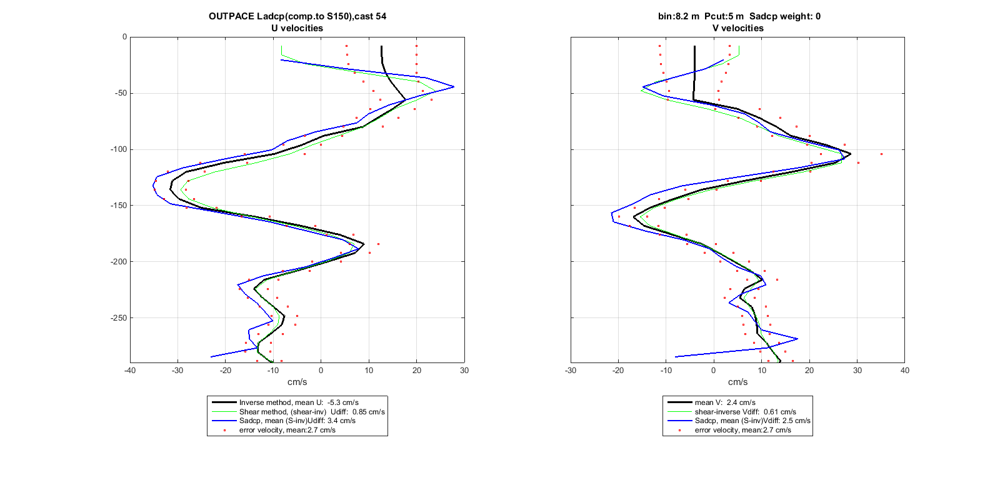 OUTPACE Ladcp(comp.to S150),cast 54
U velocities
0
-50
-100
-150
-200
-250
-40 -30 -20 -10 0 10 20 30
cm/s
Inverse method, mean U:  -5.3 cm/s
Shear method, (shear-inv)  Udiff:  0.85 cm/s
Sadcp, mean (S-inv)Udiff: 3.4 cm/s
error velocity, mean:2.7 cm/s
bin:8.2 m  Pcut:5 m  Sadcp weight: 0
V velocities
-30 -20 -10 0 10 20 30 40
cm/s
mean V:  2.4 cm/s
shear-inverse Vdiff:  0.61 cm/s
Sadcp, mean (S-inv)Vdiff: 2.5 cm/s
error velocity, mean:2.7 cm/s